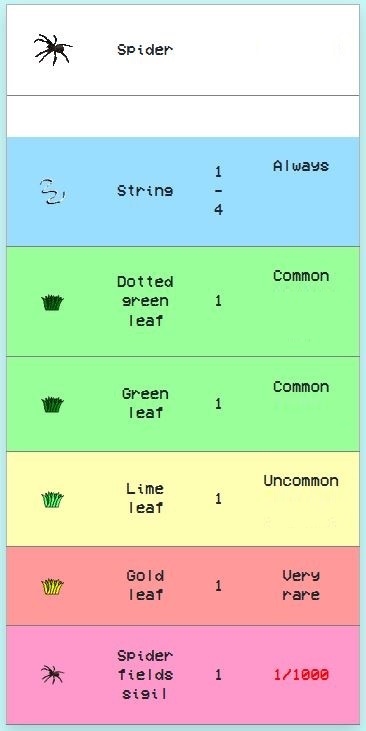 Spider
String
1
-
4
Always
Dotted
green
leaf
1
Common
Green
leaf
1
Common
Lime
leaf
1
Uncommon
Gold
leaf
1
Very
rare
Spider
fields
sigil
1
1/1000